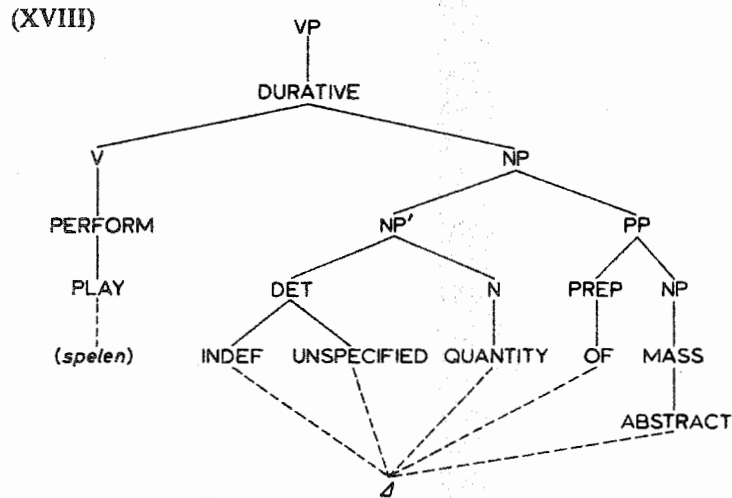 (XVIII)
VP
DURATIVE
V NP
PERFORM NP' PP
PLAY DET N PREP NP
(spelen) INDEF UNSPECIFIED QUANTITY OF MASS
ABSTRACT
Δ